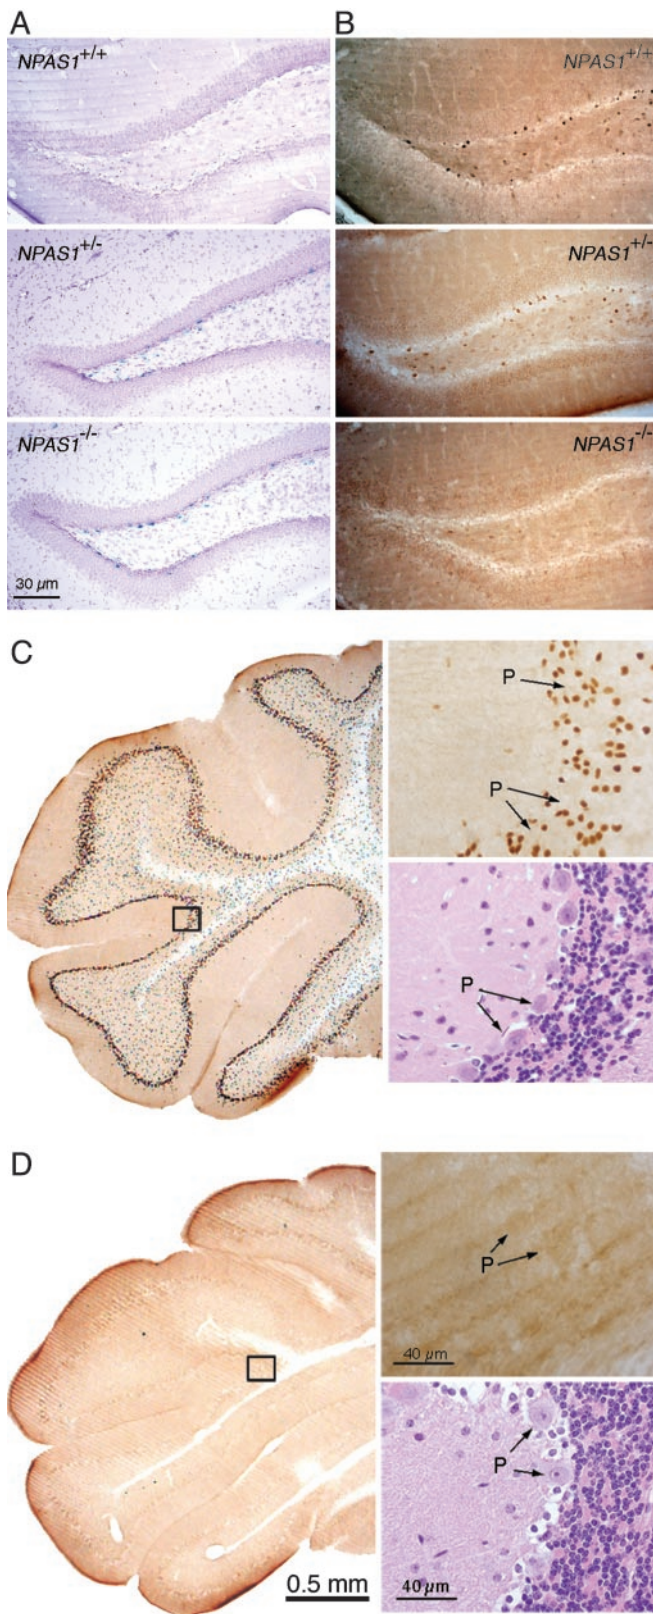 A
B
NPAS1+/+
NPAS1+/+
NPAS1+/-
NPAS1+/-
NPAS1-/-
NPAS1-/-
30 µm
C
P
P
P
D
P
40 µm
P
0.5 mm
40 µm